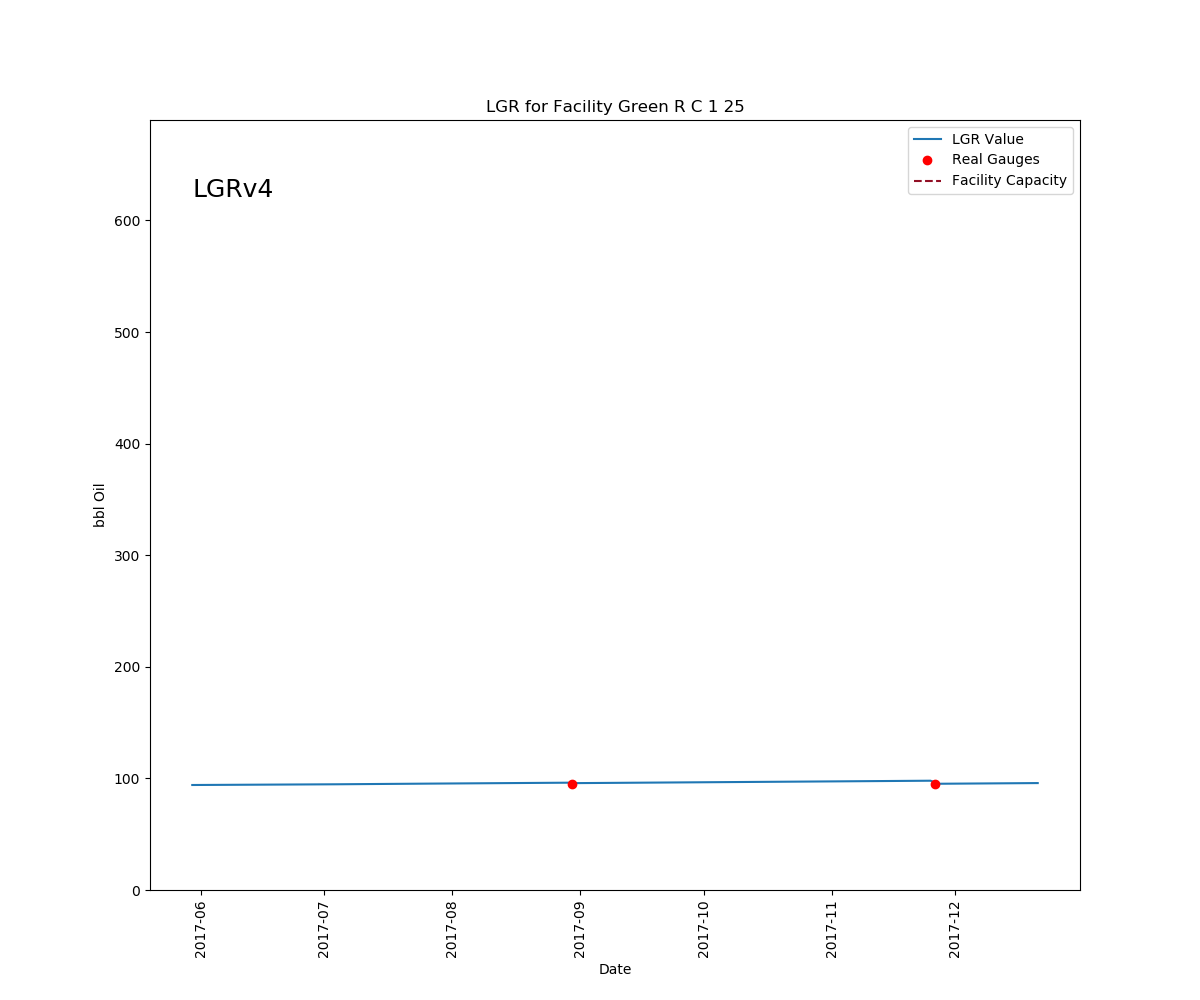 LGR for Facility Green R C 1 25
LGRv4
LGR Value
Real Gauges
Facility Capacity
600
500
400
300
200
100
0
bbl Oil
2017-06
2017-07
2017-08
2017-09
2017-10
2017-11
2017-12
Date